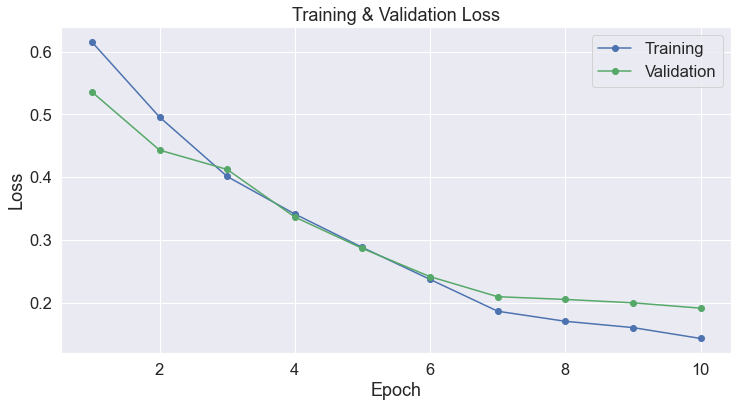 Training & Validation Loss
Training
Validation
0.6
0.5
0.4
0.3
0.2
Loss
2 4 6 8 10
Epoch